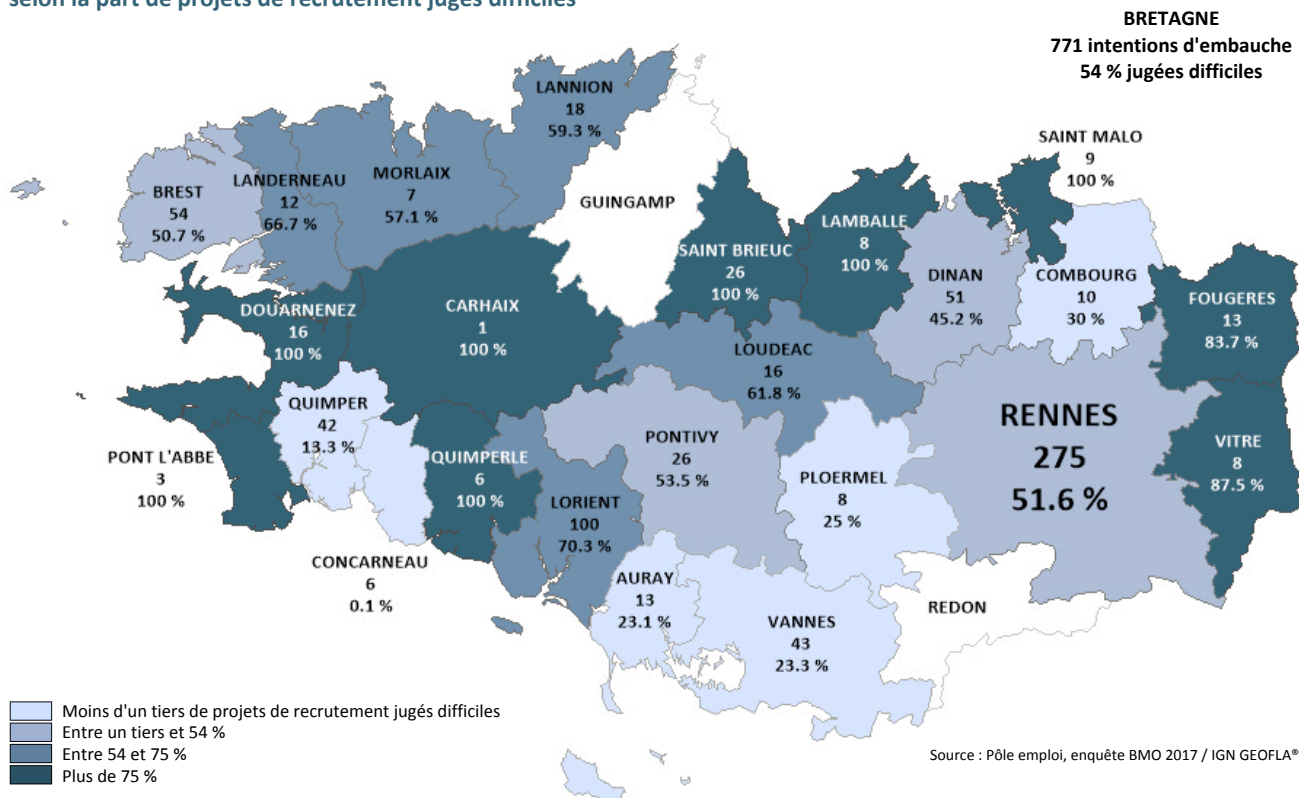 selon la part de projets de recrutement jugés difficiles
BRETAGNE
771 intentions d'embauche
54 % jugées difficiles
LANNION
18
59.3 %
SAINT MALO
9
100 %
BREST
54
50.7 %
LANDERNEAU
12
66.7 %
MORLAIX
7
57.1 %
GUINGAMP
SAINT BRIEUC
26
100 %
LAMBALLE
8
100 %
DINAN
51
45.2 %
COMBOURG
10
30 %
FOUGERES
13
83.7 %
DOUARNENEZ
16
100 %
CARHAIX
1
100 %
LOUDEAC
16
61.8 %
QUIMPER
42
13.3 %
PONT L'ABBE
3
100 %
QUIMPERLE
6
100 %
PONTIVY
26
53.5 %
PLOERMEL
8
25 %
RENNES
275
51.6 %
VITRE
8
87.5 %
LORIENT
100
70.3 %
CONCARNEAU
6
0.1 %
AURAY
13
23.1 %
VANNES
43
23.3 %
REDON
Moins d'un tiers de projets de recrutement jugés difficiles
Entre un tiers et 54 %
Entre 54 et 75 %
Plus de 75 %
Source : Pôle emploi, enquête BMO 2017 / IGN GEOFLA®